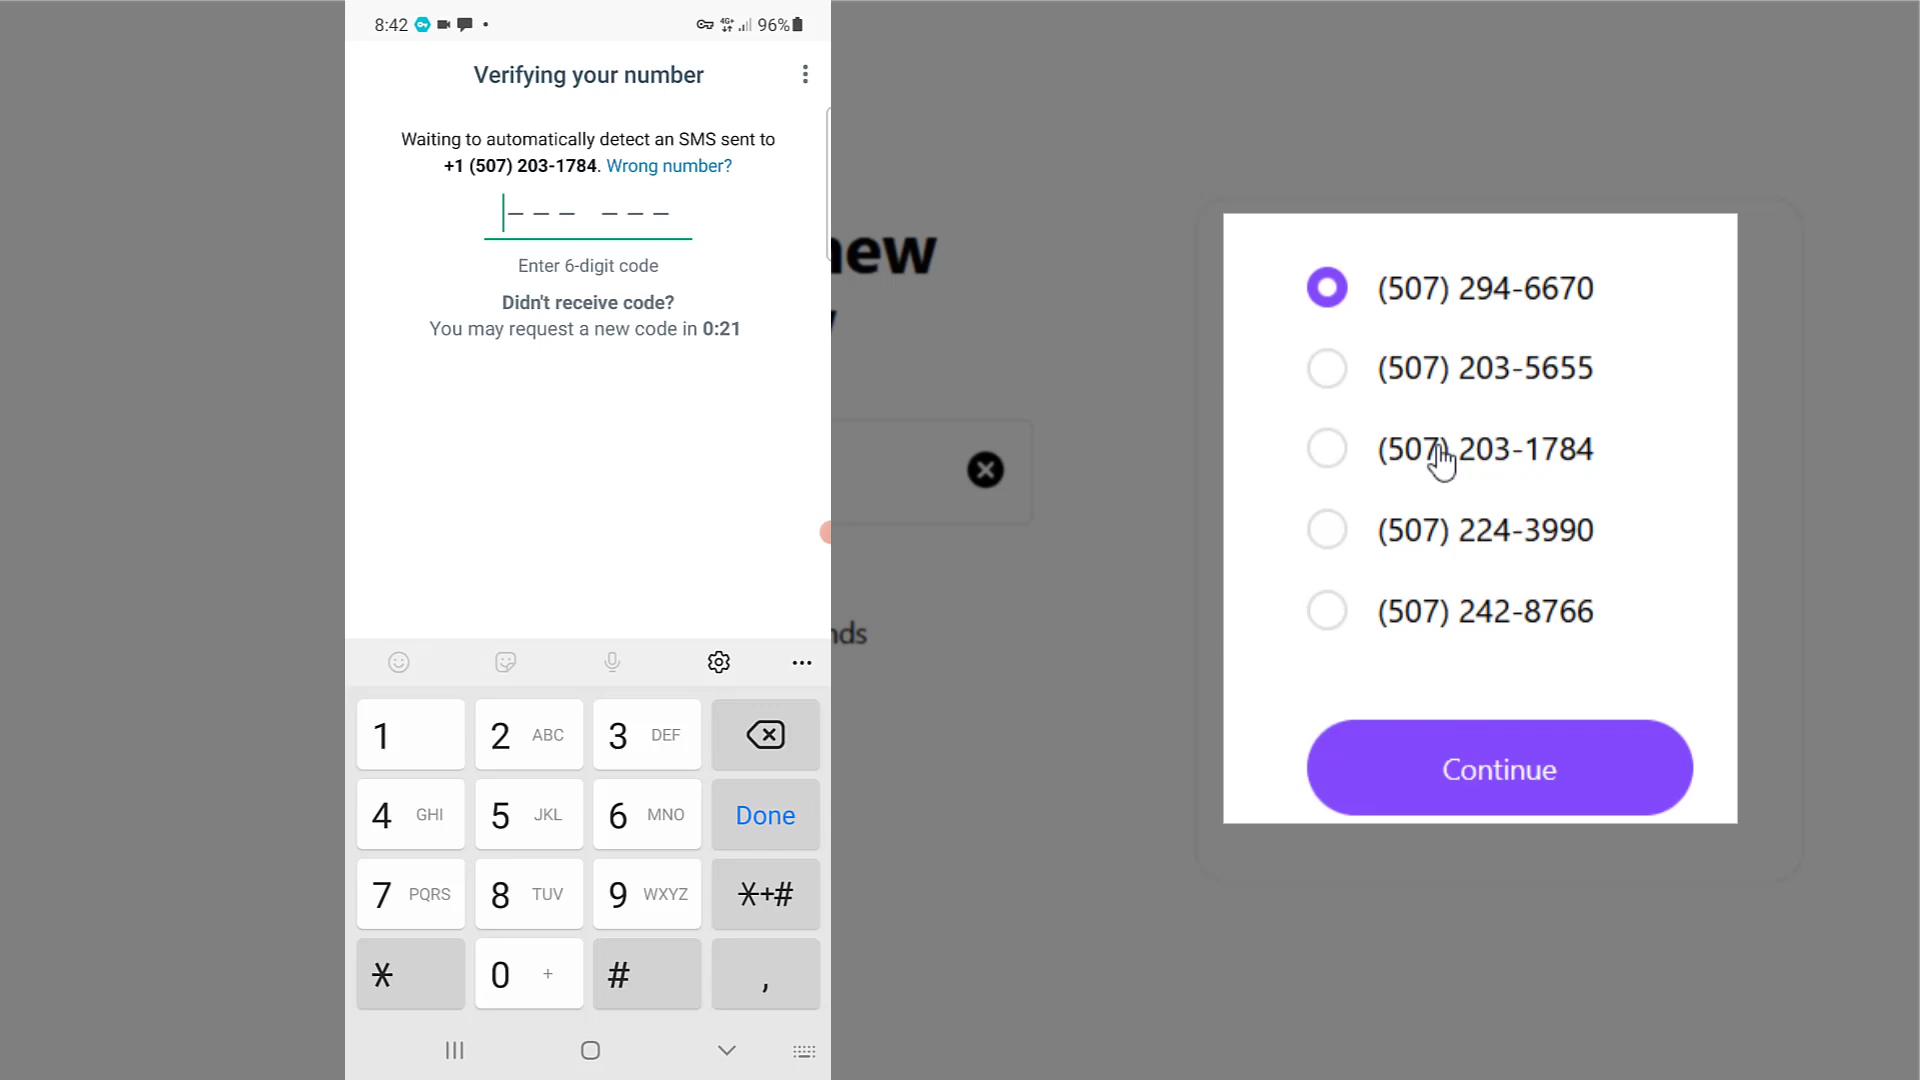 8:42
4G+ 96%
Verifying your number
Waiting to automatically detect an SMS sent to
+1 (507) 203-1784. Wrong number?
– – – – – –
Enter 6-digit code
Didn't receive code?
You may request a new code in 0:21
1
2 ABC
3 DEF
4 GHI
5 JKL
6 MNO
Done
7 PQRS
8 TUV
9 WXYZ
*+#
*
0 +
#
,
new
nds
(507) 294-6670
(507) 203-5655
(507) 203-1784
(507) 224-3990
(507) 242-8766
Continue